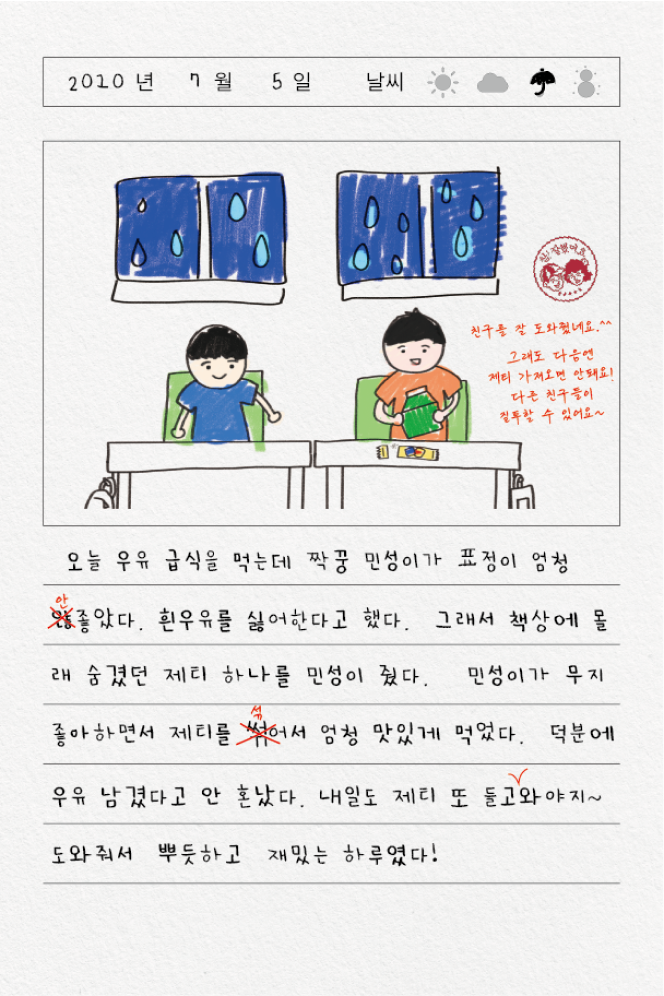 2010 년 7 월 5 일 날씨
참! 잘했어요
친구를 잘 도와줬네요.^^
그래도 다음엔
제티 가져오면 안돼요!
다른 친구들이
질투할 수 있어요~
오늘 우유 급식을 먹는데 짝꿍 민성이가 표정이 엄청
안
않좋았다. 흰우유를 싫어한다고 했다. 그래서 책상에 몰
래 숨겼던 제티 하나를 민성이 줬다. 민성이가 무지
섞
좋아하면서 제티를 썪어서 엄청 맛있게 먹었다. 덕분에
우유 남겼다고 안 혼났다. 내일도 제티 또 들고와야지~
도와줘서 뿌듯하고 재밌는 하루였다!